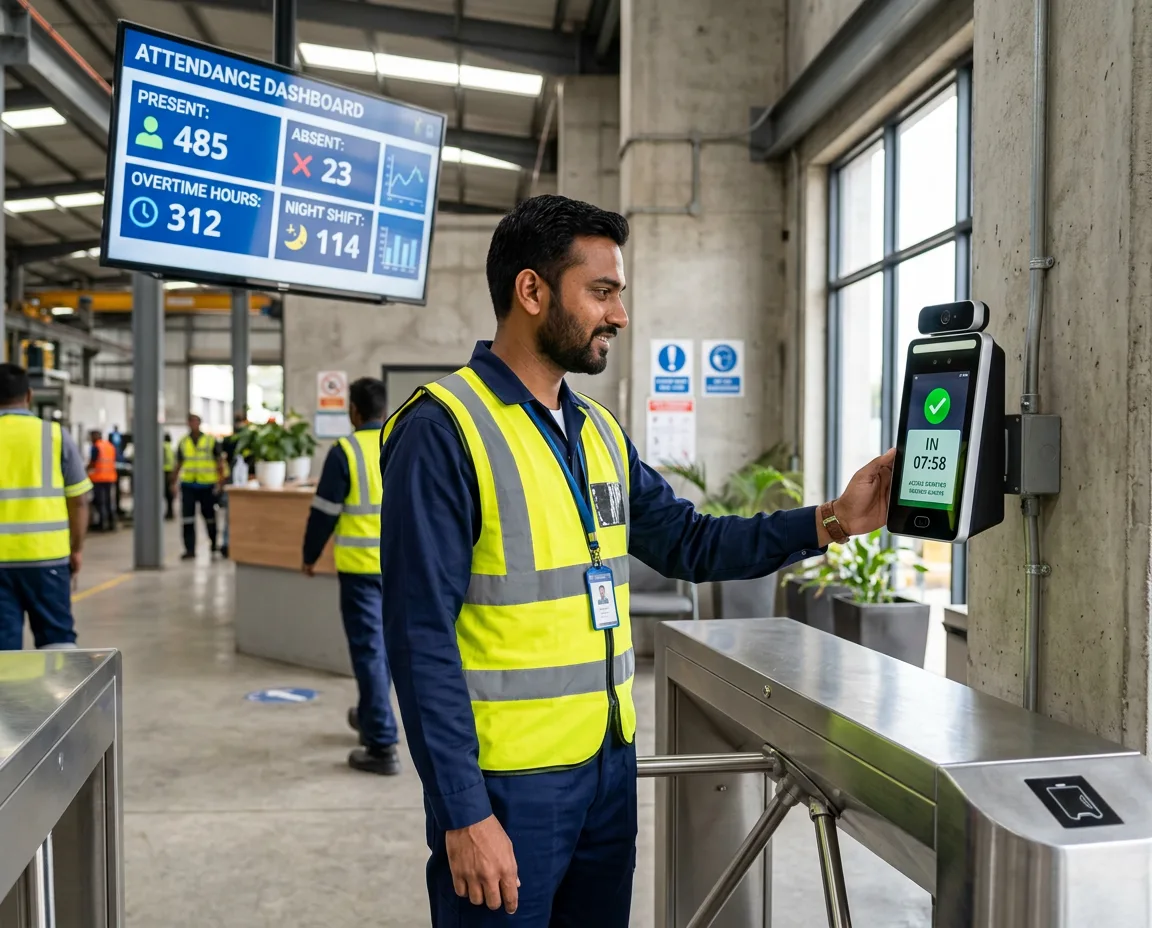 ATTENDANCE DASHBOARD
PRESENT:
485
ABSENT:
23
OVERTIME HOURS:
312
NIGHT SHIFT:
114
IN
07:58